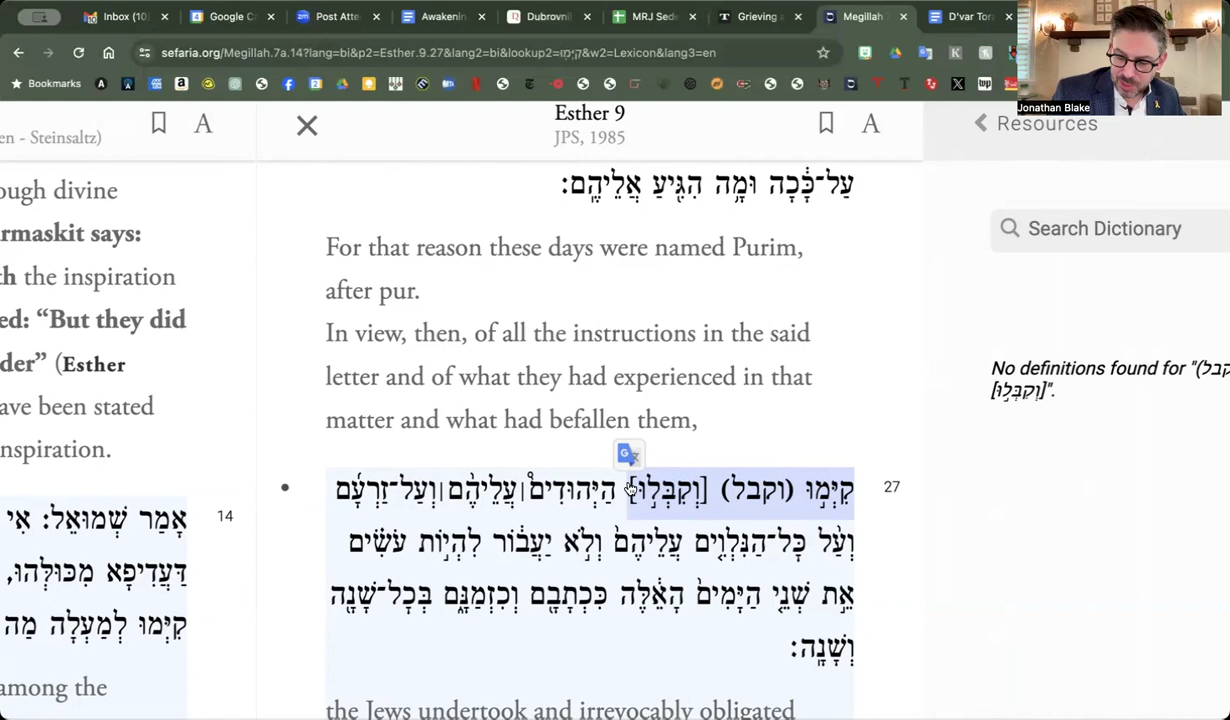 Inbox (10)
Google C
Post Atte
Awakenin
Dubrovnil
MRJ Sede
Grieving a
Megillah 7
D'var Tora
sefaria.org/Megillah.7a.14?lang=bi&p2=Esther.9.27&lang2=bi&lookup2=קִיְּמ֣וּ&w2=Lexicon&lang3=en
Bookmarks
Jonathan Blake
en - Steinsaltz)
ough divine
rmaskit says:
th the inspiration
ed: “But they did
der” (Esther
ave been stated
nspiration.
אָמַר שְׁמוּאֵל: אִי
14
דַּעֲדִיפָא מִכּוּלְּהוּ,
קִיְּמוּ לְמַעְלָה מַה
among the
Esther 9
JPS, 1985
עַל־כָּ֔כָה וּמָ֥ה הִגִּ֖יעַ אֲלֵיהֶֽם׃
For that reason these days were named Purim,
after pur.
In view, then, of all the instructions in the said
letter and of what they had experienced in that
matter and what had befallen them,
קִיְּמ֣וּ (וקבל) [וְקִבְּל֣וּ] הַיְּהוּדִים֩ ׀ עֲלֵיהֶ֨ם ׀ וְעַל־זַרְעָ֜ם
27
וְעַ֨ל כׇּל־הַנִּלְוִ֤ים עֲלֵיהֶם֙ וְלֹ֣א יַעֲב֔וֹר לִהְי֣וֹת עֹשִׂ֗ים
אֵ֣ת שְׁנֵ֤י הַיָּמִים֙ הָאֵ֔לֶּה כִּכְתָבָ֖ם וְכִזְמַנָּ֑ם בְּכׇל־שָׁנָ֖ה
וְשָׁנָֽה׃
the Jews undertook and irrevocably obligated
Resources
Search Dictionary
No definitions found for "(קבל
[וְקִבְּל֣וּ]".